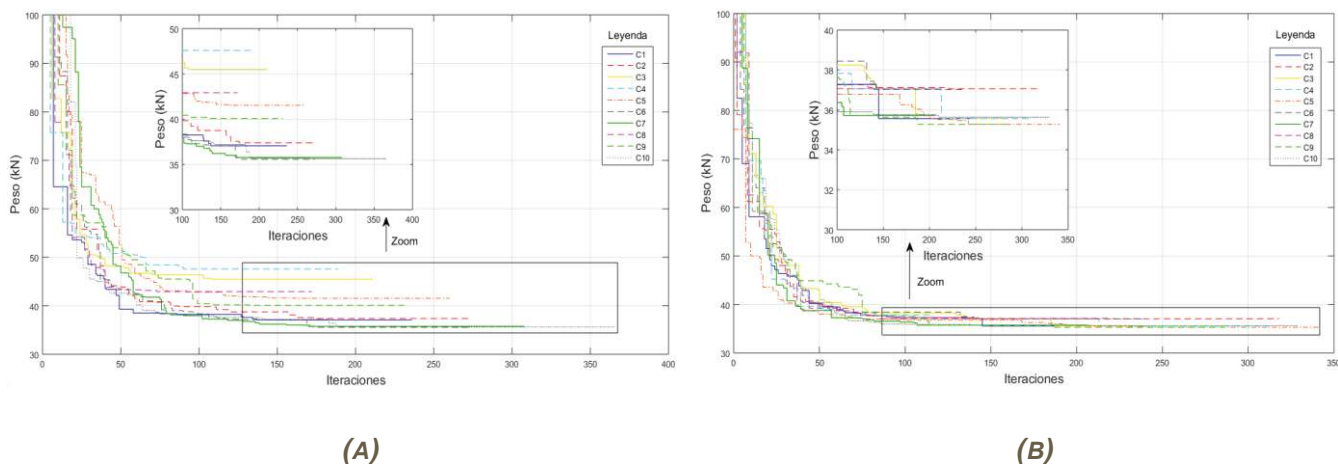 100
90
80
70
60
50
40
30
Peso (kN)
0
50
100
150
200
250
300
350
400
Iteraciones
50
45
40
35
30
Peso (kN)
100
150
200
250
300
350
400
Iteraciones
Zoom
Leyenda
C1
C2
C3
C4
C5
C6
C7
C8
C9
C10
(A)
100
90
80
70
60
50
40
30
Peso (kN)
0
50
100
150
200
250
300
350
Iteraciones
40
38
36
34
32
30
Peso (kN)
100
150
200
250
300
350
Iteraciones
Zoom
Leyenda
C1
C2
C3
C4
C5
C6
C7
C8
C9
C10
(B)